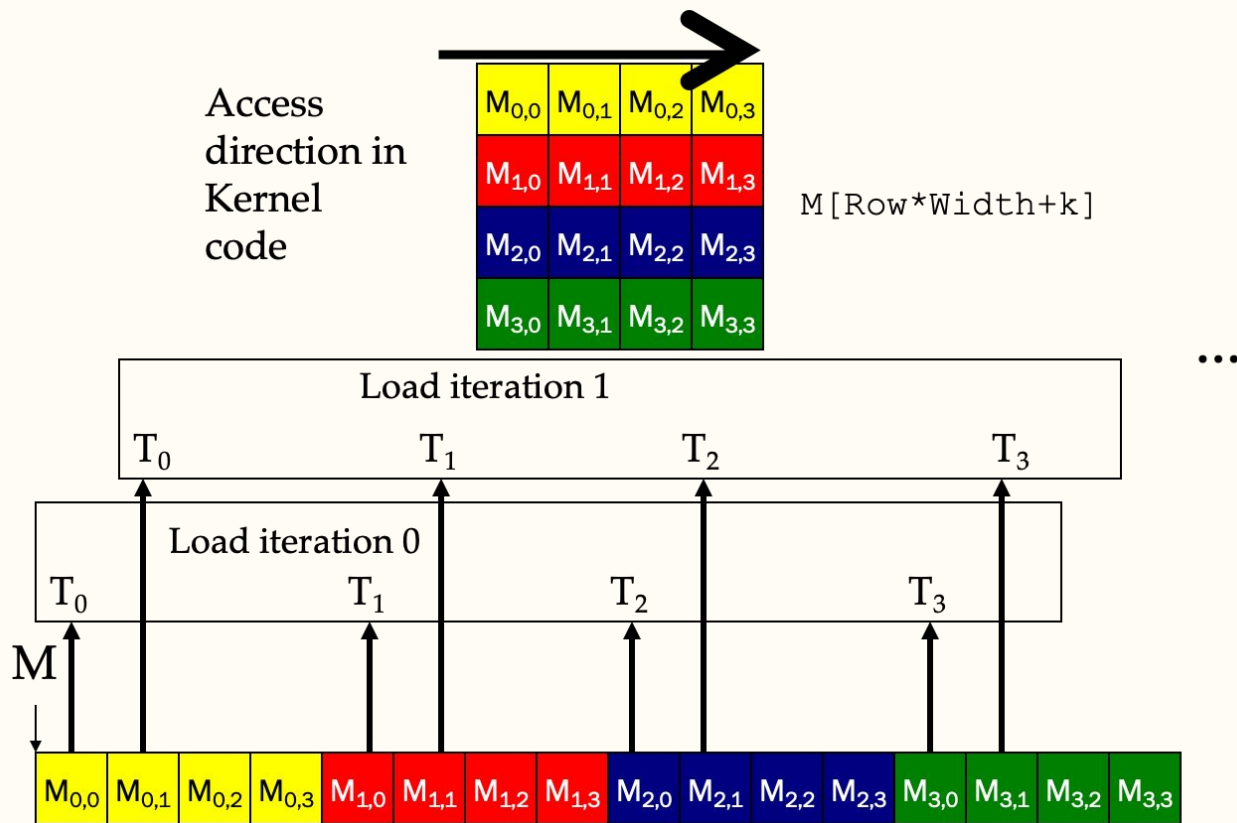 Access
direction in
Kernel
code
M0,0 M0,1 M0,2 M0,3
M1,0 M1,1 M1,2 M1,3
M2,0 M2,1 M2,2 M2,3
M3,0 M3,1 M3,2 M3,3
M[Row*Width+k]
...
Load iteration 1
T0 T1 T2 T3
Load iteration 0
T0 T1 T2 T3
M
M0,0 M0,1 M0,2 M0,3 M1,0 M1,1 M1,2 M1,3 M2,0 M2,1 M2,2 M2,3 M3,0 M3,1 M3,2 M3,3